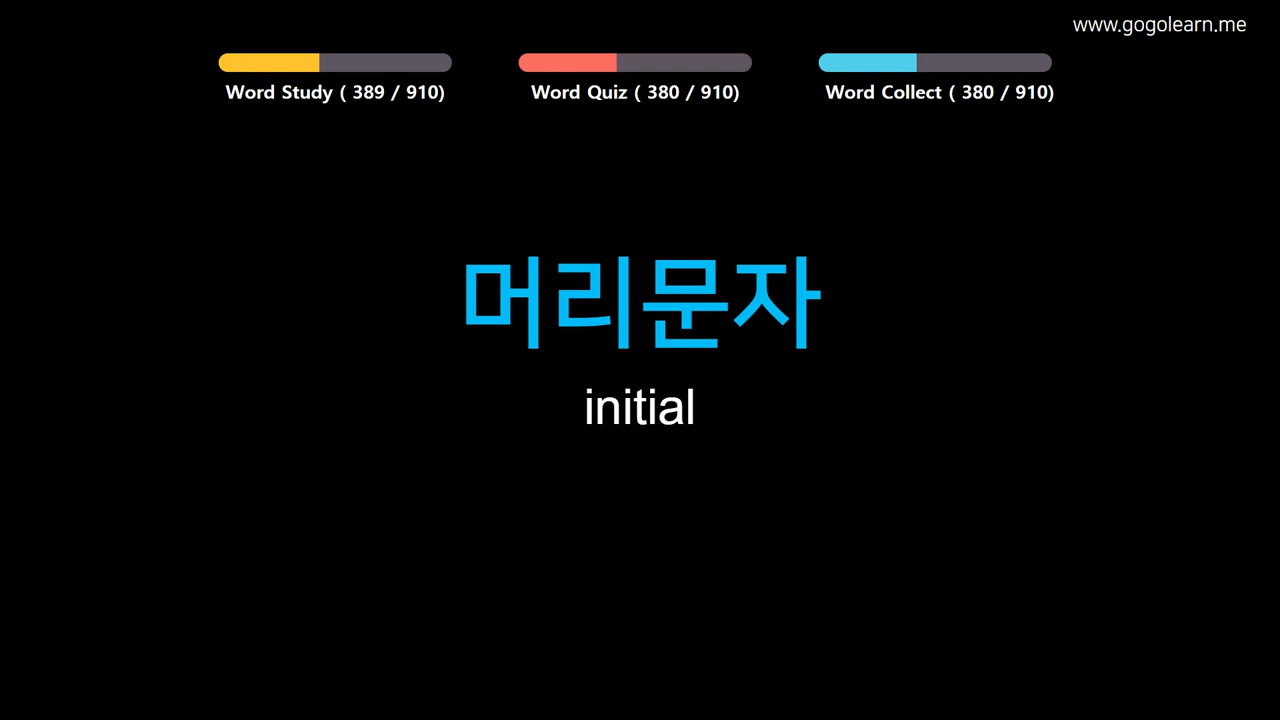 www.gogolearn.me
Word Study ( 389 / 910) Word Quiz ( 380 / 910) Word Collect ( 380 / 910)
머리문자
initial